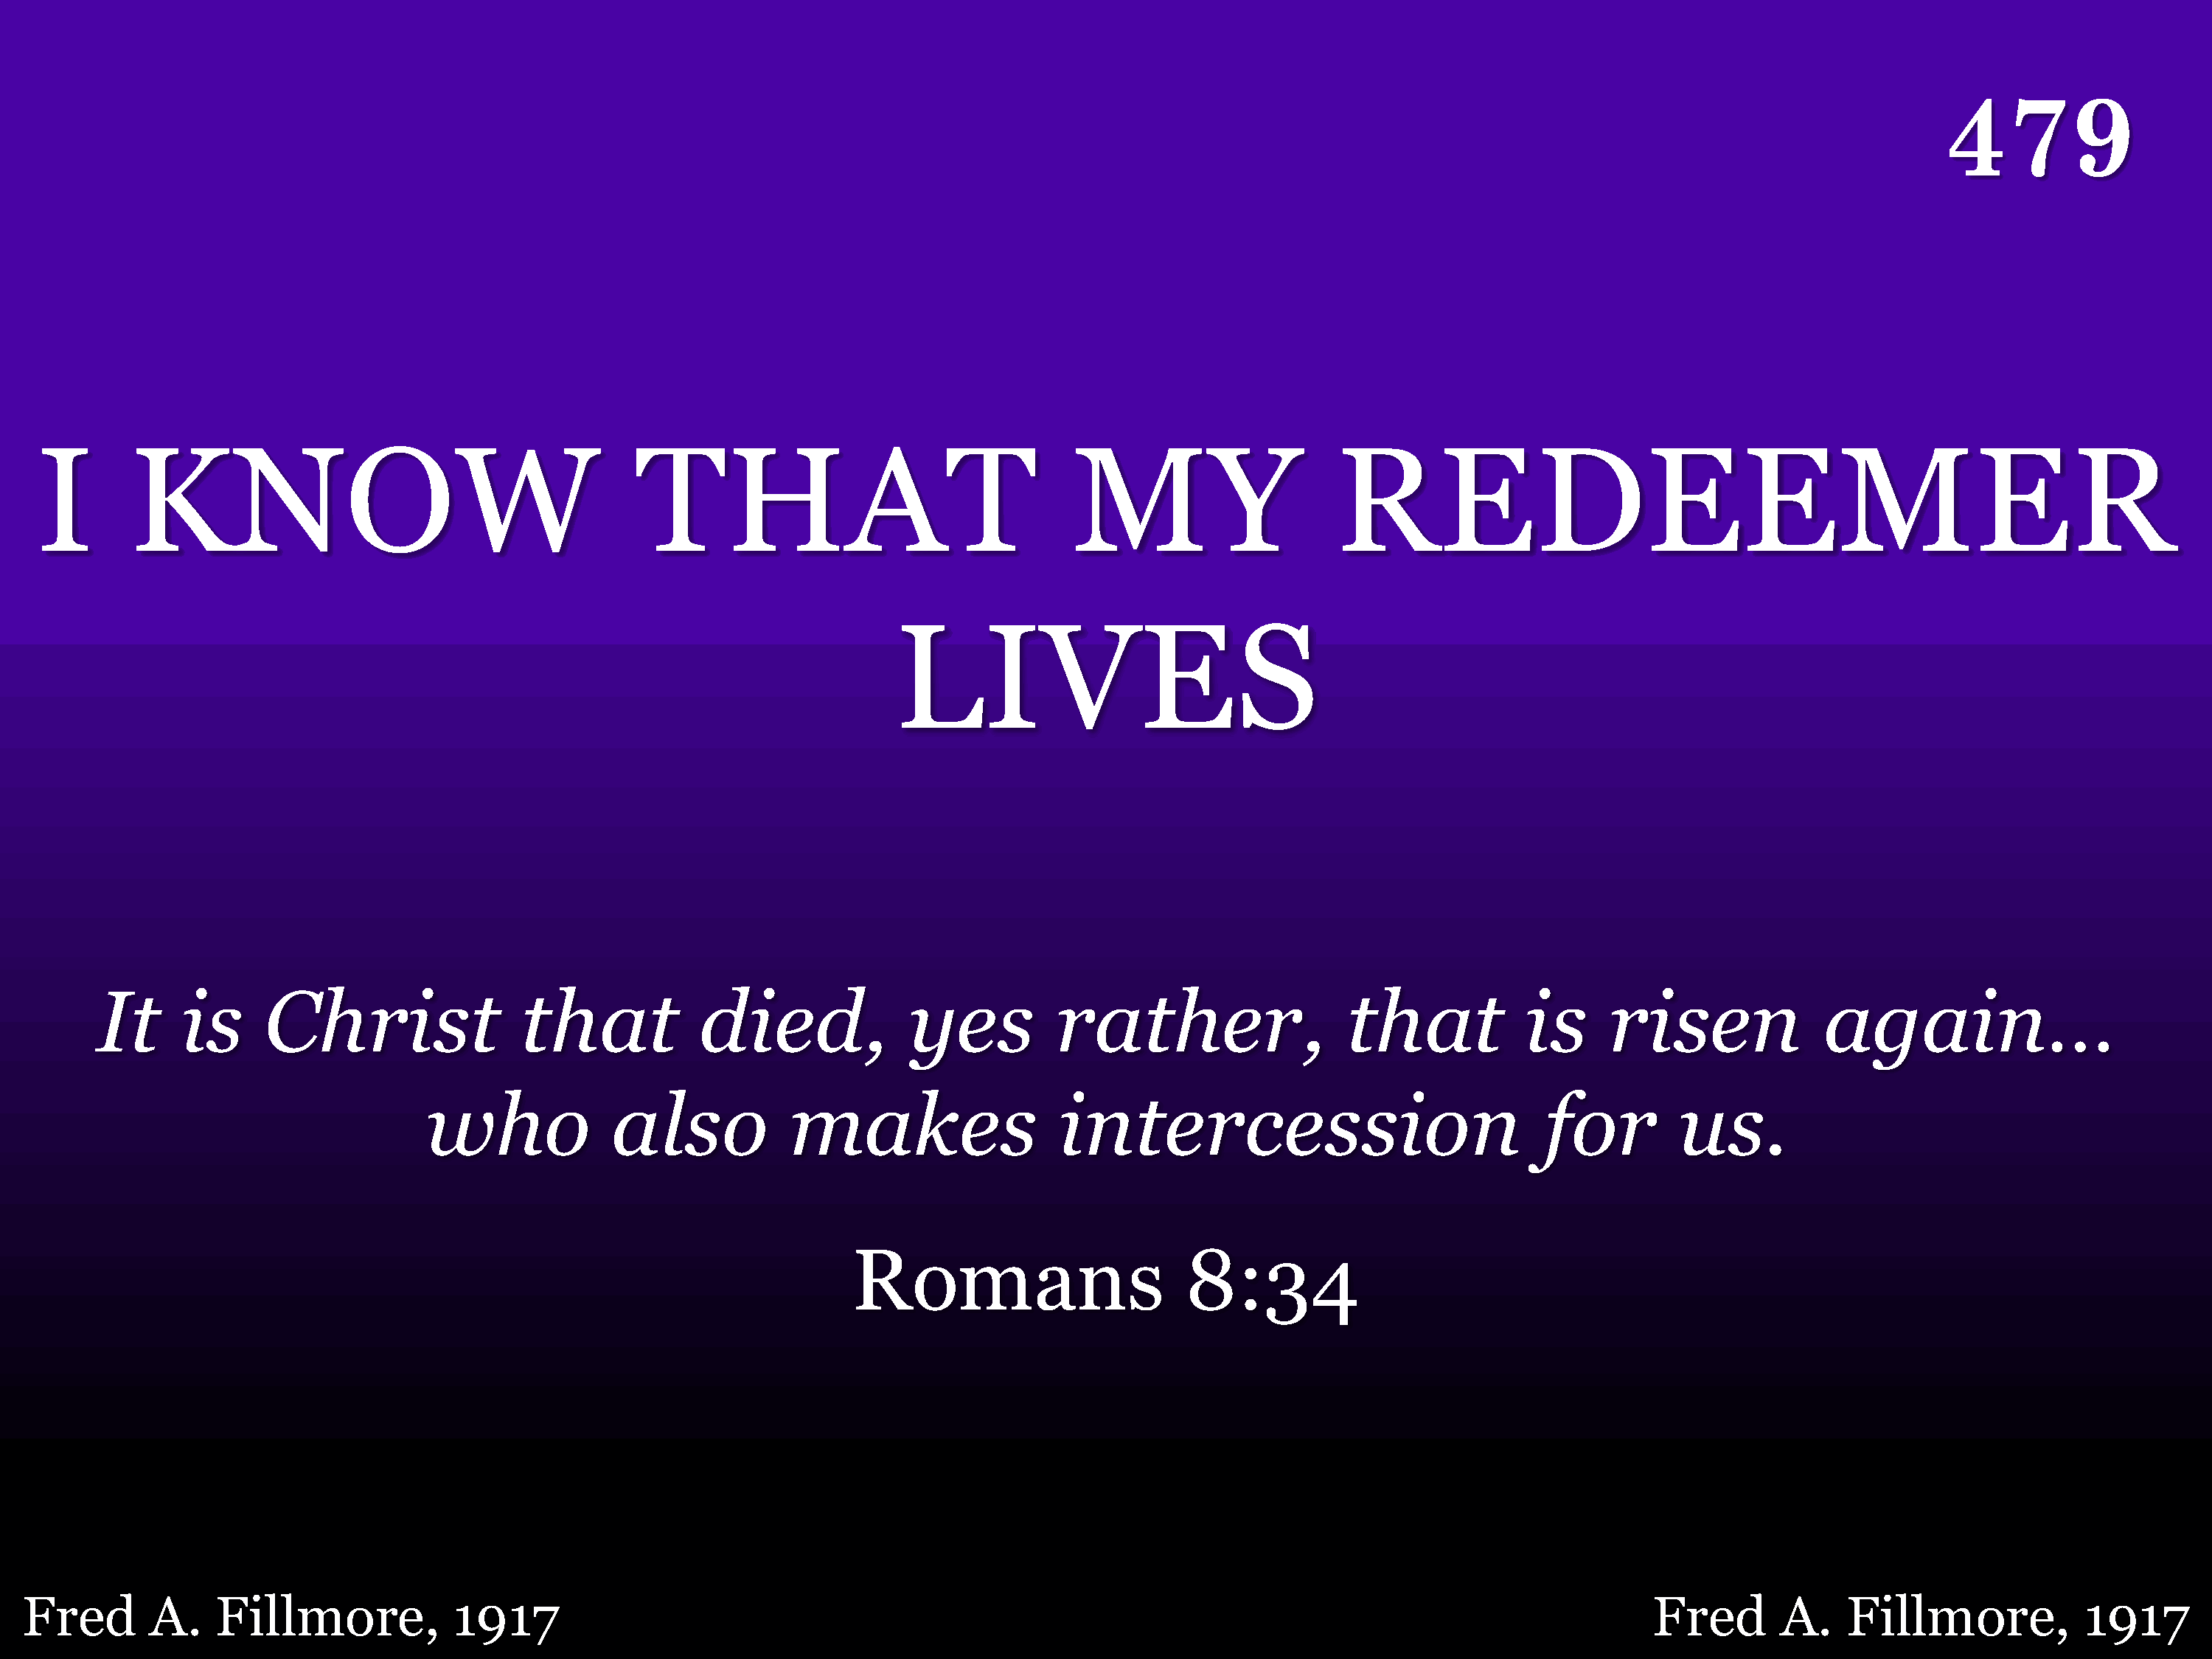 479
I KNOW THAT MY REDEEMER
LIVES
It is Christ that died, yes rather, that is risen again…
who also makes intercession for us.
Romans 8:34
Fred A. Fillmore, 1917
Fred A. Fillmore, 1917